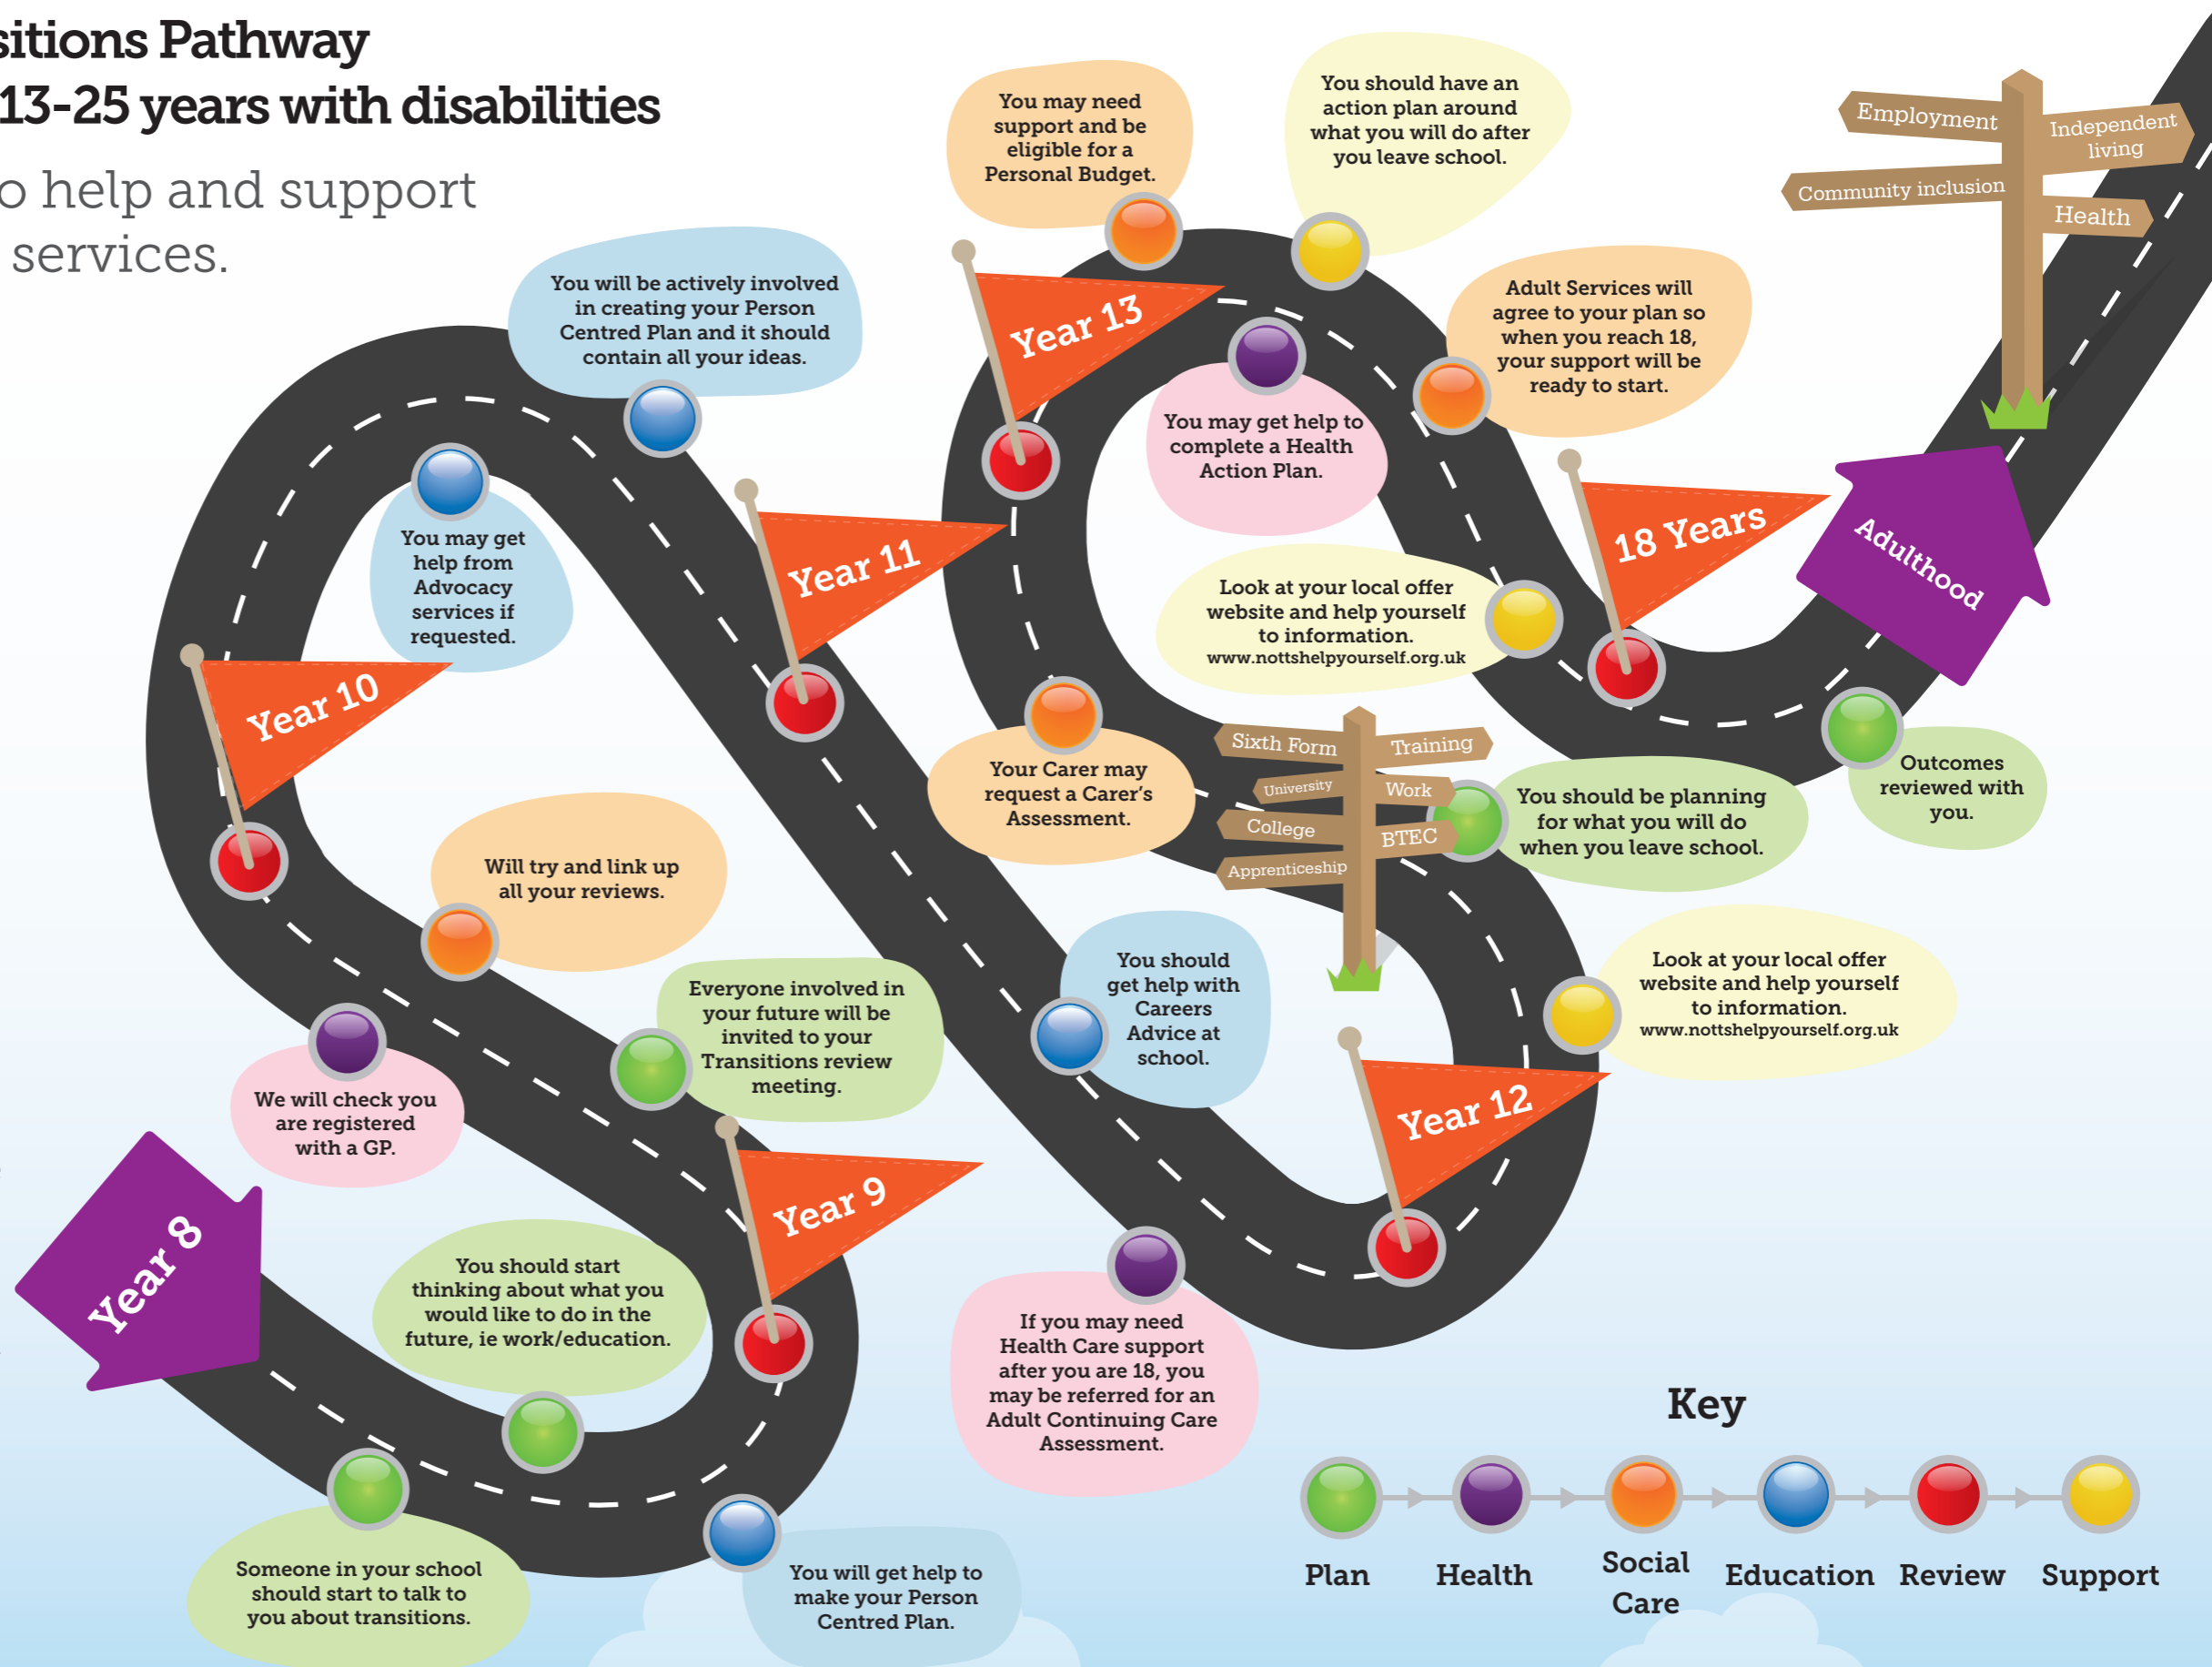 sitions Pathway
13-25 years with disabilities
o help and support
services.
Year 8
Someone in your school
should start to talk to
you about transitions.
You should start
thinking about what you
would like to do in the
future, ie work/education.
You will get help to
make your Person
Centred Plan.
Year 9
Everyone involved in
your future will be
invited to your
Transitions review
meeting.
We will check you
are registered
with a GP.
Will try and link up
all your reviews.
Year 10
You may get
help from
Advocacy
services if
requested.
You will be actively involved
in creating your Person
Centred Plan and it should
contain all your ideas.
Year 11
You should
get help with
Careers
Advice at
school.
If you may need
Health Care support
after you are 18, you
may be referred for an
Adult Continuing Care
Assessment.
Year 12
Look at your local offer
website and help yourself
to information.
www.nottshelpyourself.org.uk
You should be planning
for what you will do
when you leave school.
Sixth Form
Training
University
Work
College
BTEC
Apprenticeship
Your Carer may
request a Carer's
Assessment.
Year 13
You may need
support and be
eligible for a
Personal Budget.
You should have an
action plan around
what you will do after
you leave school.
You may get help to
complete a Health
Action Plan.
Adult Services will
agree to your plan so
when you reach 18,
your support will be
ready to start.
Look at your local offer
website and help yourself
to information.
www.nottshelpyourself.org.uk
18 Years
Outcomes
reviewed with
you.
Adulthood
Employment
Independent
living
Community inclusion
Health
Key
Plan
Health
Social
Care
Education
Review
Support